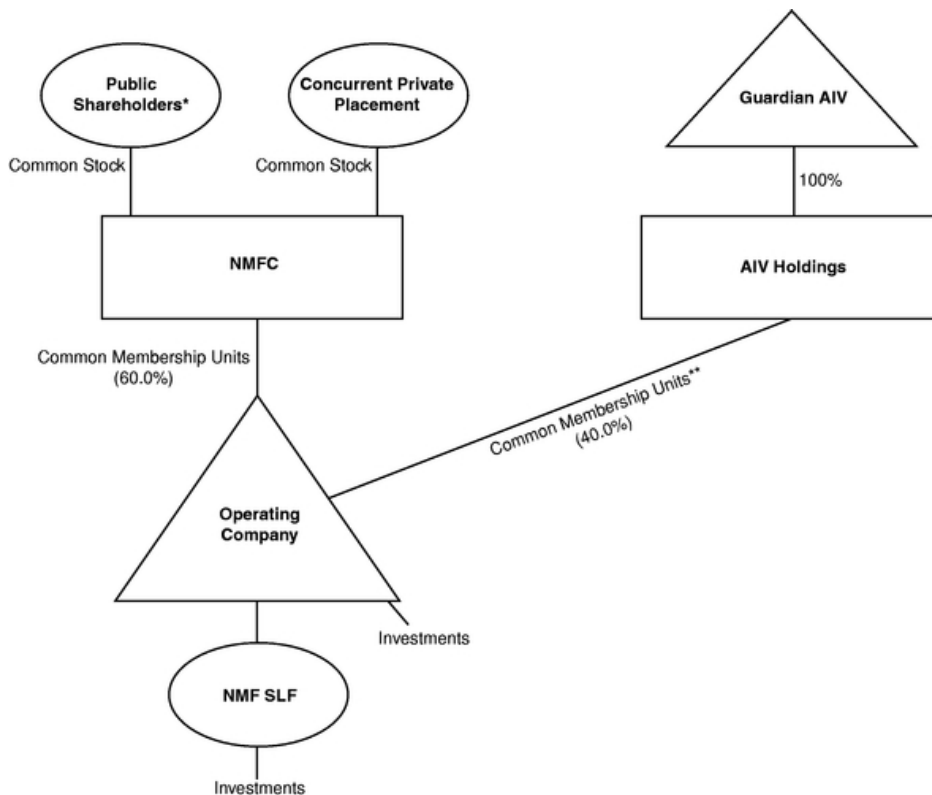 Public
Shareholders*
Concurrent Private
Placement
Guardian AIV
Common Stock
Common Stock
100%
NMFC
AIV Holdings
Common Membership Units
(60.0%)
Common Membership Units**
(40.0%)
Operating
Company
Investments
NMF SLF
Investments